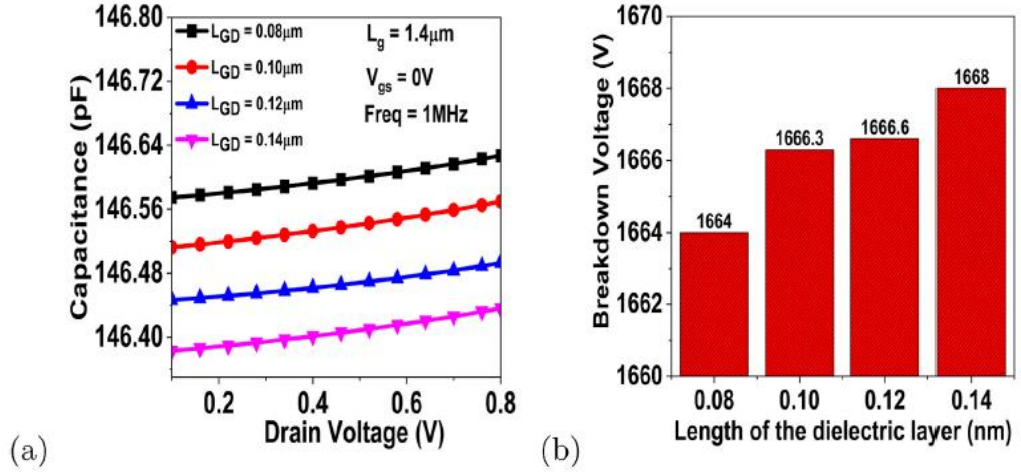 146.80
146.72
146.64
146.56
146.48
146.40
Capacitance (pF)
L_GD = 0.08μm
L_GD = 0.10μm
L_GD = 0.12μm
L_GD = 0.14μm
L_g = 1.4μm
V_gs = 0V
Freq = 1MHz
0.2 0.4 0.6 0.8
Drain Voltage (V)
(a)
1670
1668
1666
1664
1662
1660
Breakdown Voltage (V)
1664
1666.3
1666.6
1668
0.08 0.10 0.12 0.14
Length of the dielectric layer (nm)
(b)